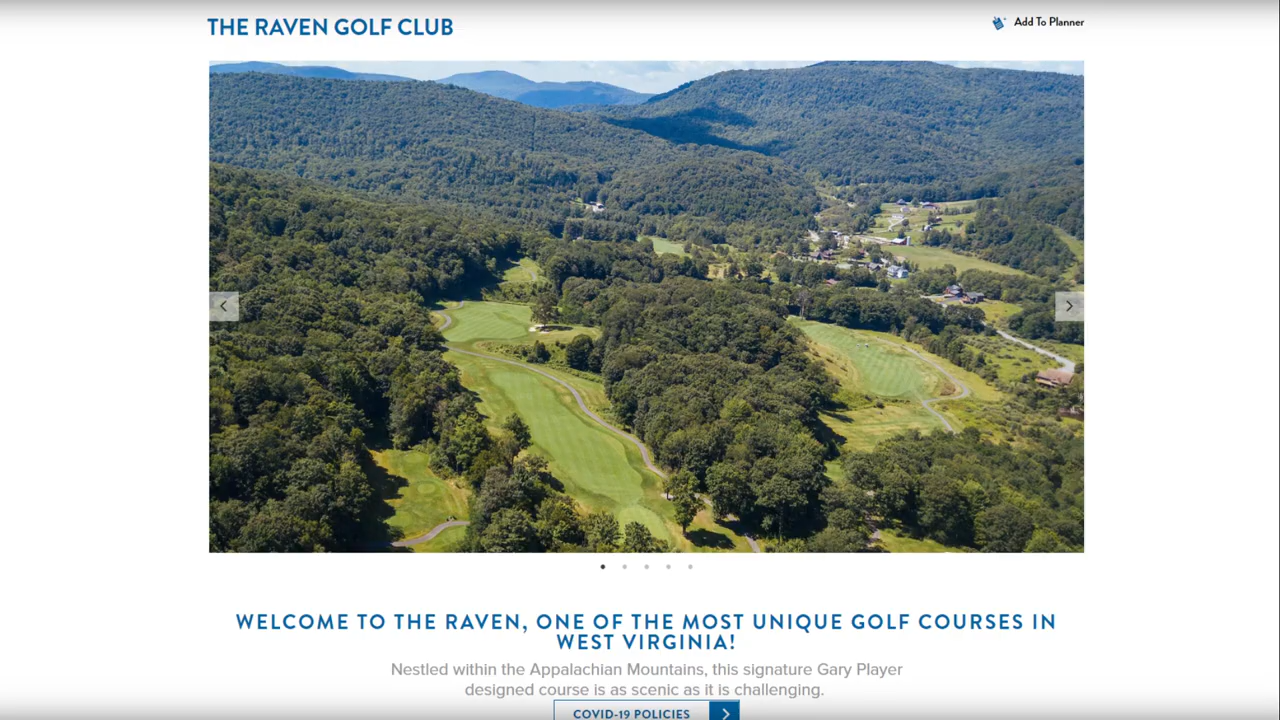 THE RAVEN GOLF CLUB
Add To Planner
WELCOME TO THE RAVEN, ONE OF THE MOST UNIQUE GOLF COURSES IN
WEST VIRGINIA!
Nestled within the Appalachian Mountains, this signature Gary Player
designed course is as scenic as it is challenging.
COVID-19 POLICIES